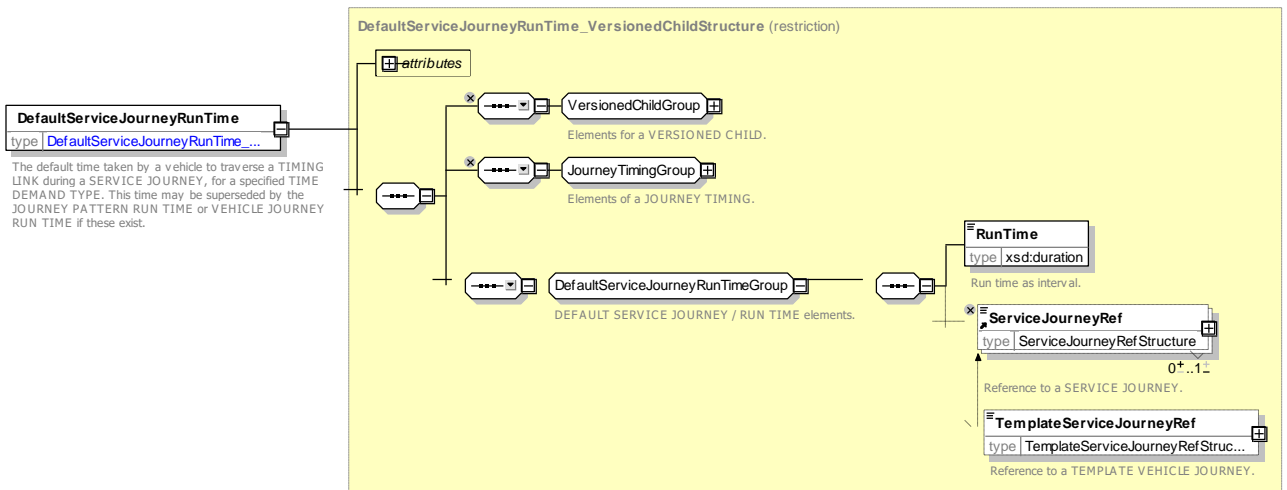 DefaultServiceJourneyRunTime_VersionedChildStructure (restriction)
attributes
DefaultServiceJourneyRunTime
type DefaultServiceJourneyRunTime_...
The default time taken by a vehicle to traverse a TIMING
LINK during a SERVICE JOURNEY, for a specified TIME
DEMAND TYPE. This time may be superseded by the
JOURNEY PATTERN RUN TIME or VEHICLE JOURNEY
RUN TIME if these exist.
VersionedChildGroup
Elements for a VERSIONED CHILD.
JourneyTimingGroup
Elements of a JOURNEY TIMING.
DefaultServiceJourneyRunTimeGroup
DEFAULT SERVICE JOURNEY / RUN TIME elements.
RunTime
type xsd:duration
Run time as interval.
ServiceJourneyRef
type ServiceJourneyRefStructure
0..1
Reference to a SERVICE JOURNEY.
TemplateServiceJourneyRef
type TemplateServiceJourneyRefStruc...
Reference to a TEMPLATE VEHICLE JOURNEY.